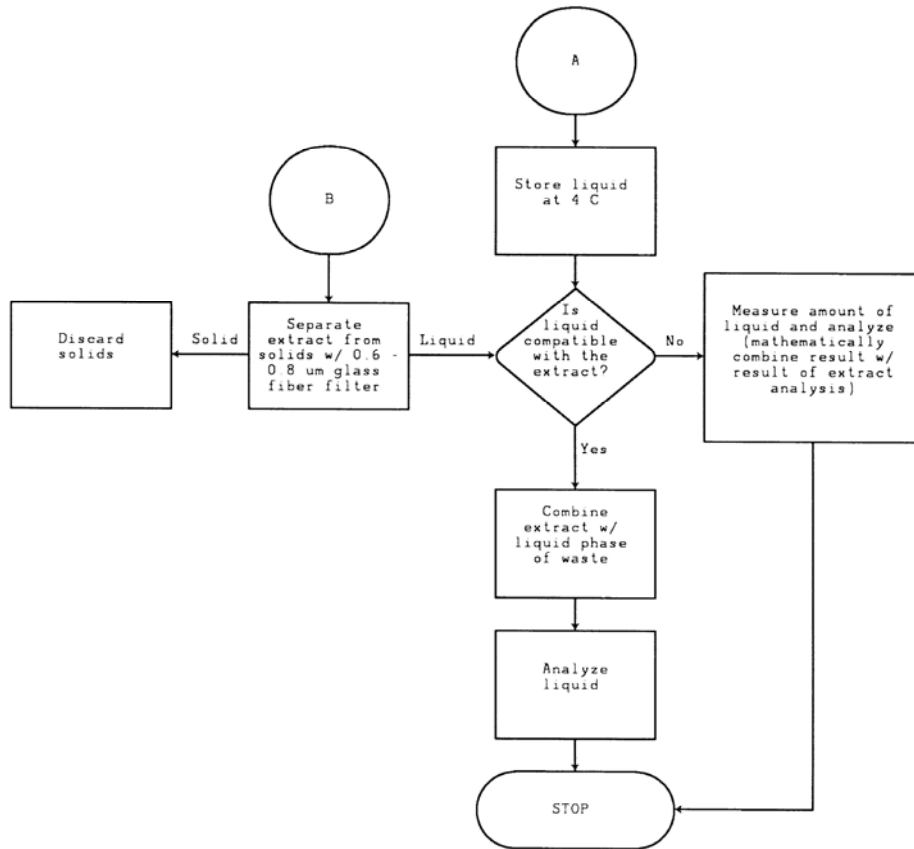 A
Store liquid
at 4 C
B
Discard
solids
Solid
Separate
extract from
solids w/ 0.6 -
0.8 um glass
fiber filter
Liquid
Is
liquid
compatible
with the
extract?
No
Measure amount of
liquid and analyze
(mathematically
combine result w/
result of extract
analysis)
Yes
Combine
extract w/
liquid phase
of waste
Analyze
liquid
STOP